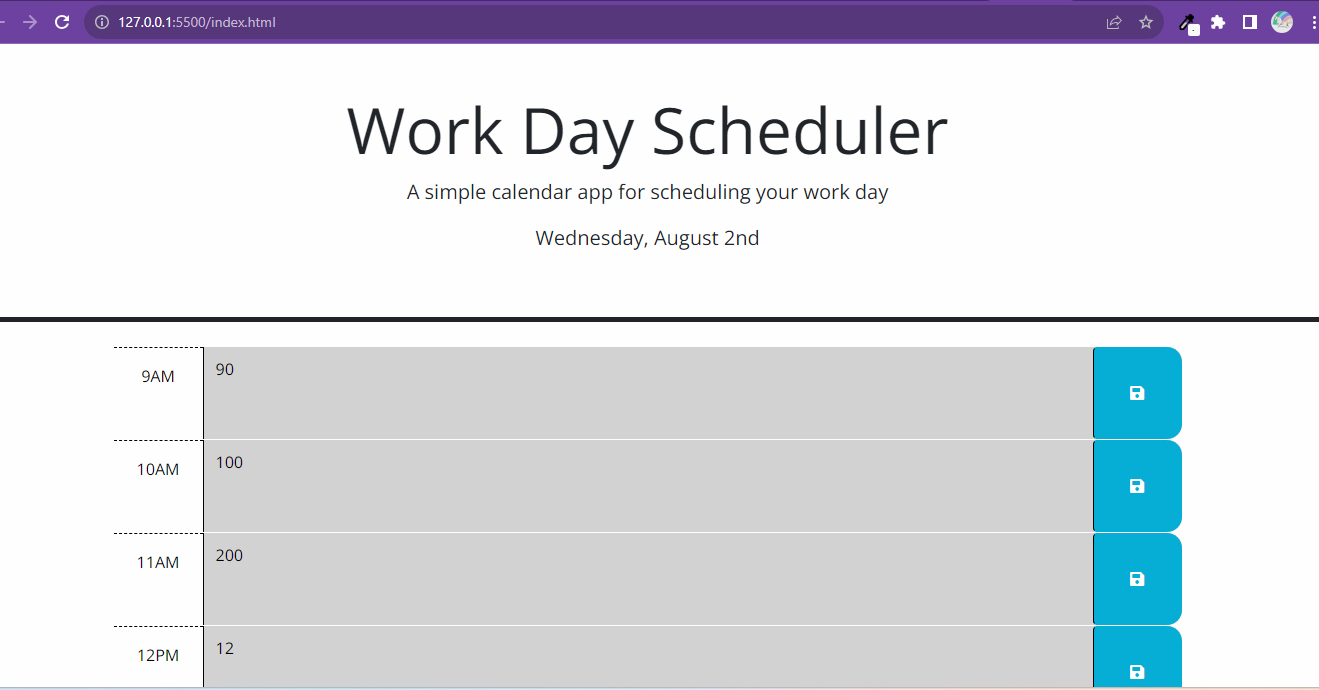 127.0.0.1:5500/index.html
Work Day Scheduler
A simple calendar app for scheduling your work day
Wednesday, August 2nd
9AM 90
10AM 100
11AM 200
12PM 12